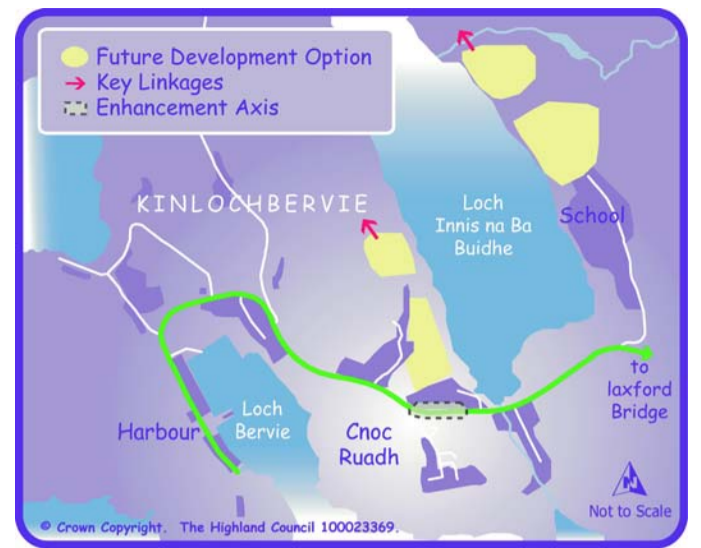 Future Development Option
Key Linkages
Enhancement Axis
KINLOCHBERVIE
Loch
Innis na Ba
Buidhe
School
to
laxford
Bridge
Harbour
Loch
Bervie
Cnoc
Ruadh
N
Not to Scale
© Crown Copyright. The Highland Council 100023369.